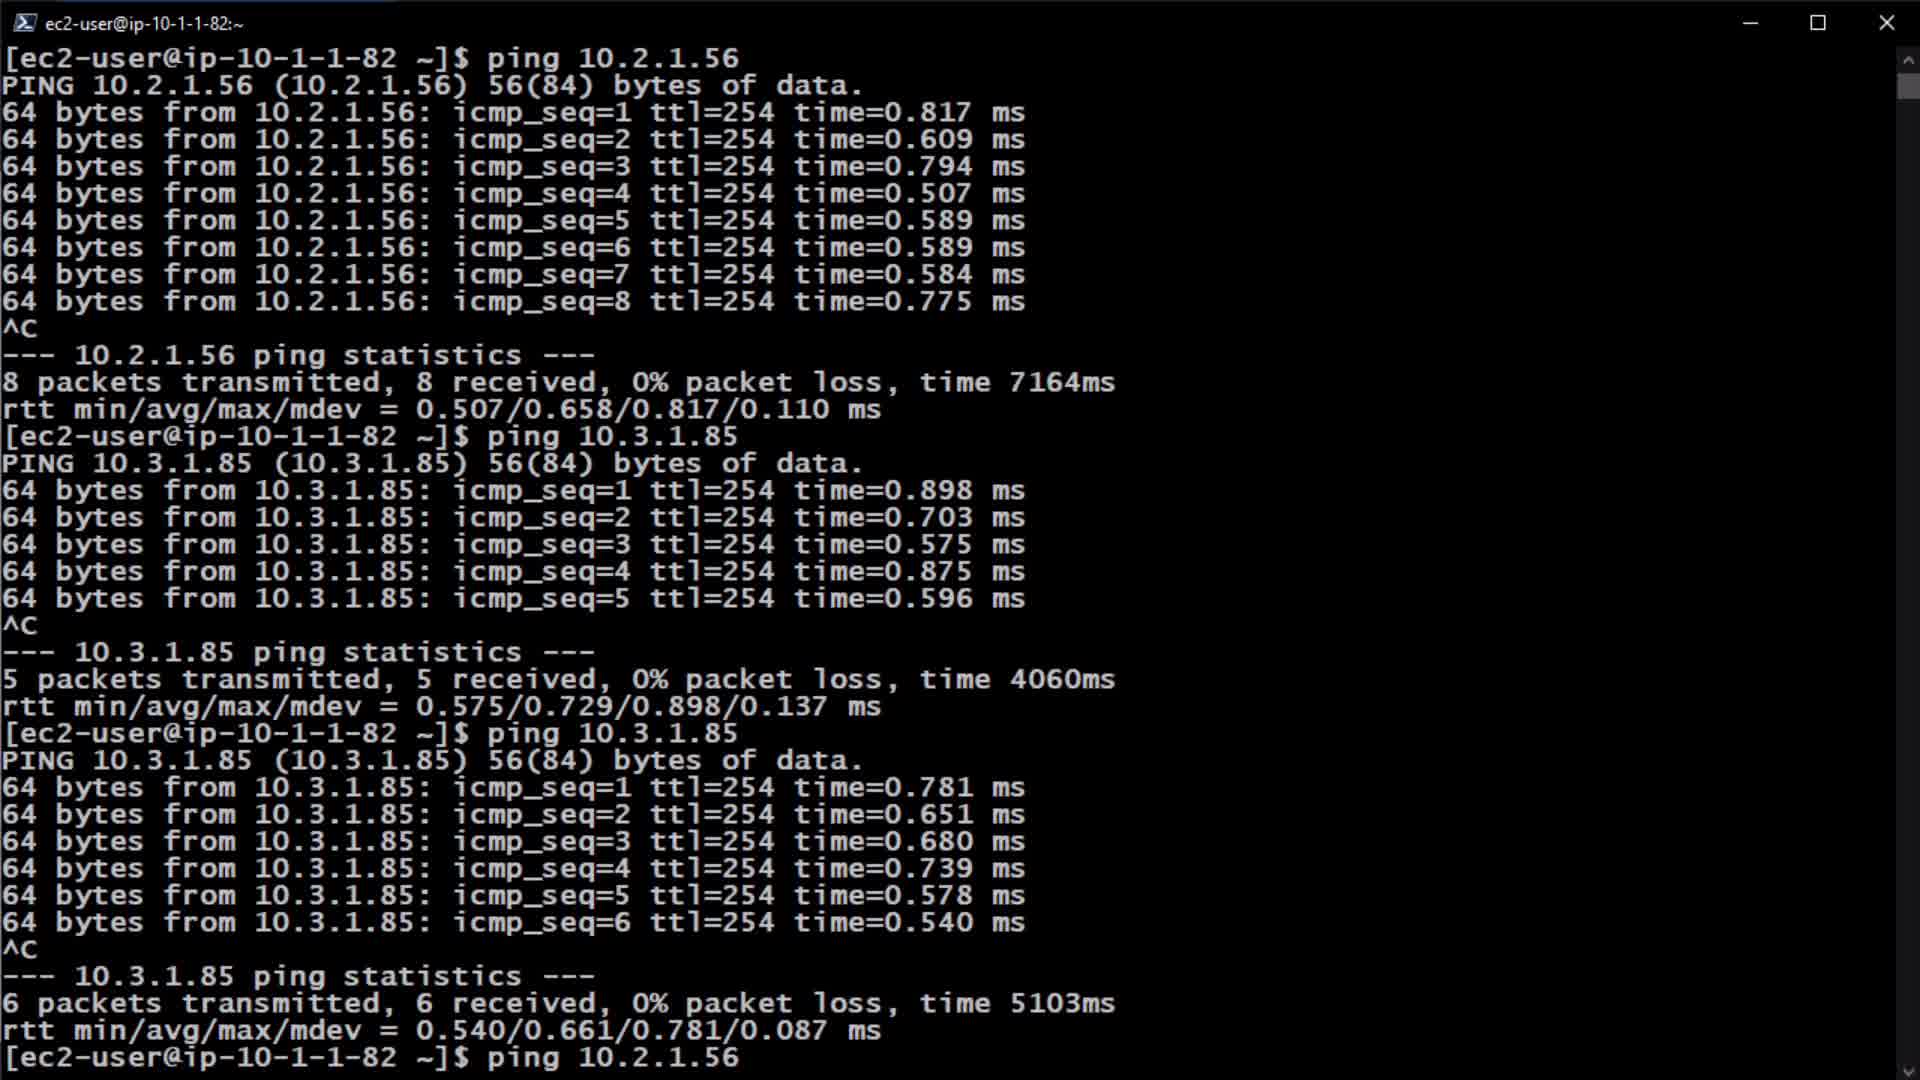 ec2-user@ip-10-1-1-82:~
[ec2-user@ip-10-1-1-82 ~]$ ping 10.2.1.56
PING 10.2.1.56 (10.2.1.56) 56(84) bytes of data.
64 bytes from 10.2.1.56: icmp_seq=1 ttl=254 time=0.817 ms
64 bytes from 10.2.1.56: icmp_seq=2 ttl=254 time=0.609 ms
64 bytes from 10.2.1.56: icmp_seq=3 ttl=254 time=0.794 ms
64 bytes from 10.2.1.56: icmp_seq=4 ttl=254 time=0.507 ms
64 bytes from 10.2.1.56: icmp_seq=5 ttl=254 time=0.589 ms
64 bytes from 10.2.1.56: icmp_seq=6 ttl=254 time=0.589 ms
64 bytes from 10.2.1.56: icmp_seq=7 ttl=254 time=0.584 ms
64 bytes from 10.2.1.56: icmp_seq=8 ttl=254 time=0.775 ms
^C
--- 10.2.1.56 ping statistics ---
8 packets transmitted, 8 received, 0% packet loss, time 7164ms
rtt min/avg/max/mdev = 0.507/0.658/0.817/0.110 ms
[ec2-user@ip-10-1-1-82 ~]$ ping 10.3.1.85
PING 10.3.1.85 (10.3.1.85) 56(84) bytes of data.
64 bytes from 10.3.1.85: icmp_seq=1 ttl=254 time=0.898 ms
64 bytes from 10.3.1.85: icmp_seq=2 ttl=254 time=0.703 ms
64 bytes from 10.3.1.85: icmp_seq=3 ttl=254 time=0.575 ms
64 bytes from 10.3.1.85: icmp_seq=4 ttl=254 time=0.875 ms
64 bytes from 10.3.1.85: icmp_seq=5 ttl=254 time=0.596 ms
^C
--- 10.3.1.85 ping statistics ---
5 packets transmitted, 5 received, 0% packet loss, time 4060ms
rtt min/avg/max/mdev = 0.575/0.729/0.898/0.137 ms
[ec2-user@ip-10-1-1-82 ~]$ ping 10.3.1.85
PING 10.3.1.85 (10.3.1.85) 56(84) bytes of data.
64 bytes from 10.3.1.85: icmp_seq=1 ttl=254 time=0.781 ms
64 bytes from 10.3.1.85: icmp_seq=2 ttl=254 time=0.651 ms
64 bytes from 10.3.1.85: icmp_seq=3 ttl=254 time=0.680 ms
64 bytes from 10.3.1.85: icmp_seq=4 ttl=254 time=0.739 ms
64 bytes from 10.3.1.85: icmp_seq=5 ttl=254 time=0.578 ms
64 bytes from 10.3.1.85: icmp_seq=6 ttl=254 time=0.540 ms
^C
--- 10.3.1.85 ping statistics ---
6 packets transmitted, 6 received, 0% packet loss, time 5103ms
rtt min/avg/max/mdev = 0.540/0.661/0.781/0.087 ms
[ec2-user@ip-10-1-1-82 ~]$ ping 10.2.1.56